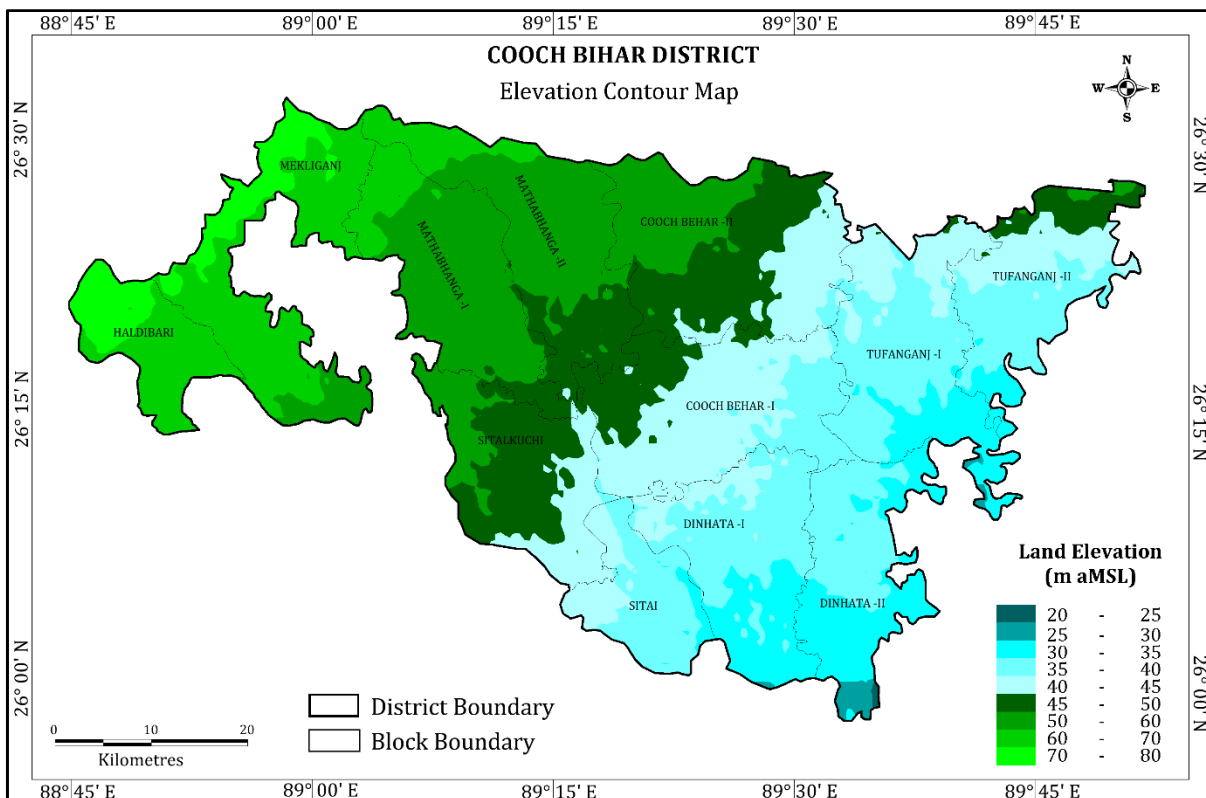 88°45' E 89°00' E 89°15' E 89°30' E 89°45' E
COOCH BIHAR DISTRICT
Elevation Contour Map
N
W E
S
26°30' N
26°30' N
MEKLIGANJ
MATHABHANGA-II
COOCH BEHAR -II
MATHABHANGA-I
TUFANGANJ -II
HALDIBARI
TUFANGANJ -I
26°15' N
26°15' N
COOCH BEHAR -I
SITALKUCHI
DINHATA -I
SITAI
DINHATA -II
Land Elevation
(m aMSL)
20 - 25
25 - 30
30 - 35
35 - 40
40 - 45
45 - 50
50 - 60
60 - 70
70 - 80
26°00' N
26°00' N
District Boundary
Block Boundary
0 10 20
Kilometres
88°45' E 89°00' E 89°15' E 89°30' E 89°45' E